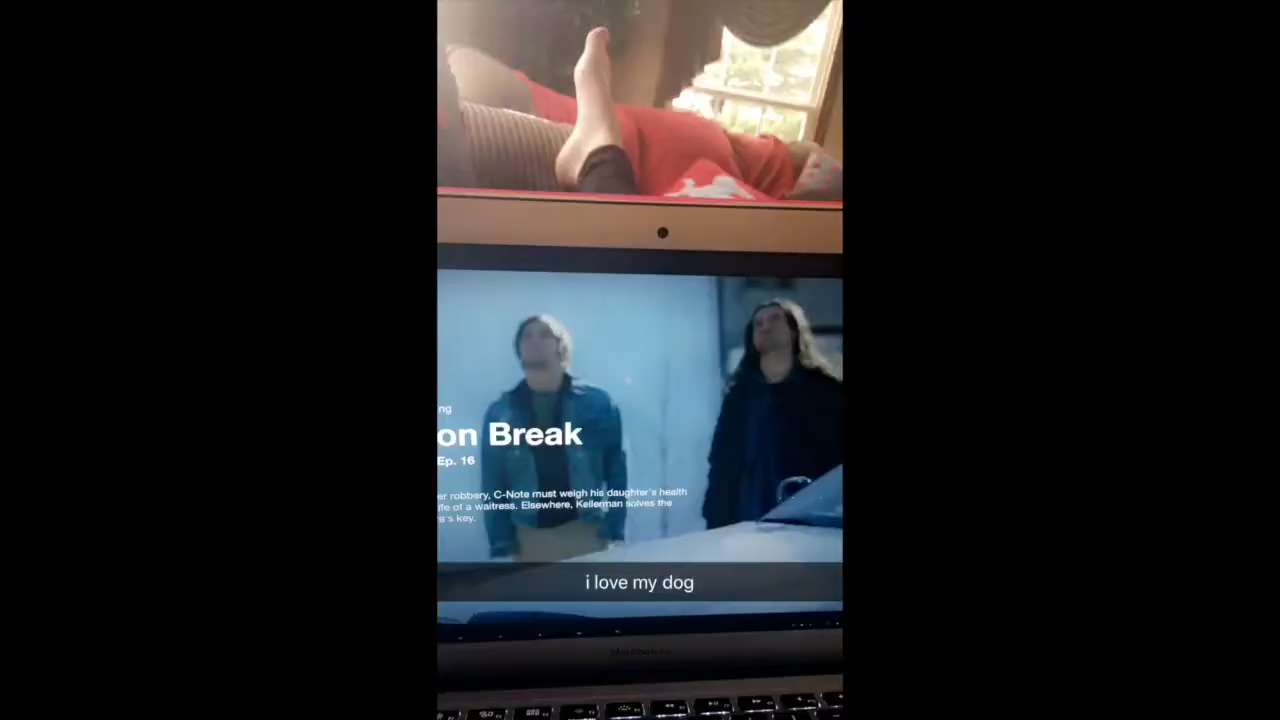 ng
on Break
Ep. 16
er robbery, C-Note must weigh his daughter's health
ife of a waitress. Elsewhere, Kellerman solves the
a's key.
i love my dog